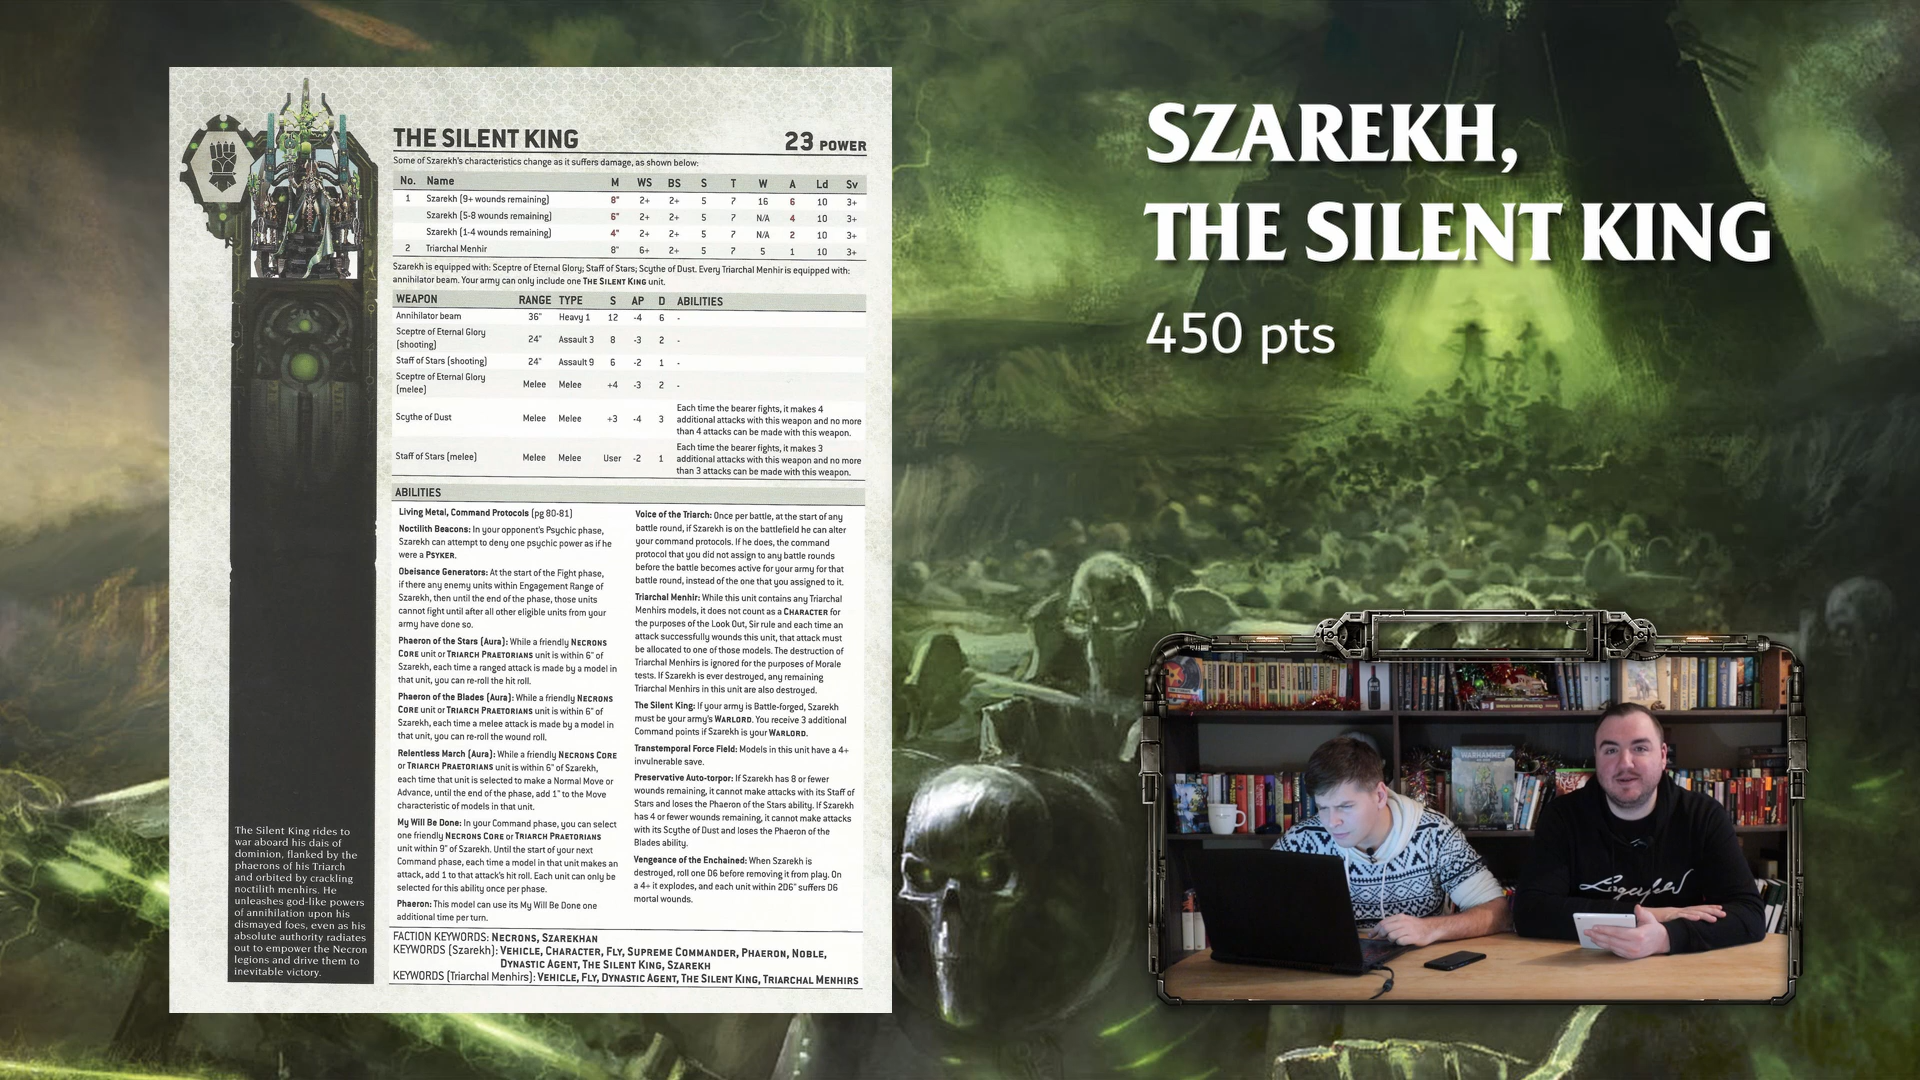 THE SILENT KING
23 POWER
Some of Szarekh's characteristics change as it suffers damage, as shown below:
No. Name M WS BS S T W A Ld Sv
1 Szarekh (9+ wounds remaining) 8" 2+ 2+ 5 7 16 6 10 3+
Szarekh (5-8 wounds remaining) 6" 2+ 2+ 5 7 N/A 4 10 3+
Szarekh (1-4 wounds remaining) 4" 2+ 2+ 5 7 N/A 2 10 3+
2 Triarchal Menhir 8" 6+ 2+ 5 7 5 1 10 3+
Szarekh is equipped with: Sceptre of Eternal Glory; Staff of Stars; Scythe of Dust. Every Triarchal Menhir is equipped with:
annihilator beam. Your army can only include one THE SILENT KING unit.
WEAPON RANGE TYPE S AP D ABILITIES
Annihilator beam 36" Heavy 1 12 -4 6 -
Sceptre of Eternal Glory
(shooting) 24" Assault 3 8 -3 2 -
Staff of Stars (shooting) 24" Assault 9 6 -2 1 -
Sceptre of Eternal Glory
(melee) Melee Melee +4 -3 2 -
Scythe of Dust Melee Melee +3 -4 3
Each time the bearer fights, it makes 4
additional attacks with this weapon and no more
than 4 attacks can be made with this weapon.
Staff of Stars (melee) Melee Melee User -2 1
Each time the bearer fights, it makes 3
additional attacks with this weapon and no more
than 3 attacks can be made with this weapon.
ABILITIES
Living Metal, Command Protocols (pg 80-81)
Noctilith Beacons: In your opponent's Psychic phase,
Szarekh can attempt to deny one psychic power as if he
were a PSYKER.
Obeisance Generators: At the start of the Fight phase,
if there any enemy units within Engagement Range of
Szarekh, then until the end of the phase, those units
cannot fight until after all other eligible units from your
army have done so.
Phaeron of the Stars (Aura): While a friendly NECRONS
CORE unit or TRIARCH PRAETORIANS unit is within 6" of
Szarekh, each time a ranged attack is made by a model in
that unit, you can re-roll the hit roll.
Phaeron of the Blades (Aura): While a friendly NECRONS
CORE unit or TRIARCH PRAETORIANS unit is within 6" of
Szarekh, each time a melee attack is made by a model in
that unit, you can re-roll the wound roll.
Relentless March (Aura): While a friendly NECRONS CORE
or TRIARCH PRAETORIANS unit is within 6" of Szarekh,
each time that unit is selected to make a Normal Move or
Advance, until the end of the phase, add 1" to the Move
characteristic of models in that unit.
My Will Be Done: In your Command phase, you can select
one friendly NECRONS CORE or TRIARCH PRAETORIANS
unit within 9" of Szarekh. Until the start of your next
Command phase, each time a model in that unit makes an
attack, add 1 to that attack's hit roll. Each unit can only be
selected for this ability once per phase.
Phaeron: This model can use its My Will Be Done one
additional time per turn.
Voice of the Triarch: Once per battle, at the start of any
battle round, if Szarekh is on the battlefield he can alter
your command protocols. If he does, the command
protocol that you did not assign to any battle rounds
before the battle becomes active for your army for that
battle round, instead of the one that you assigned to it.
Triarchal Menhir: While this unit contains any Triarchal
Menhirs models, it does not count as a CHARACTER for
the purposes of the Look Out, Sir rule and each time an
attack successfully wounds this unit, that attack must
be allocated to one of those models. The destruction of
Triarchal Menhirs is ignored for the purposes of Morale
tests. If Szarekh is ever destroyed, any remaining
Triarchal Menhirs in this unit are also destroyed.
The Silent King: If your army is Battle-forged, Szarekh
must be your army's WARLORD. You receive 3 additional
Command points if Szarekh is your WARLORD.
Transtemporal Force Field: Models in this unit have a 4+
invulnerable save.
Preservative Auto-torpor: If Szarekh has 8 or fewer
wounds remaining, it cannot make attacks with its Staff of
Stars and loses the Phaeron of the Stars ability. If Szarekh
has 4 or fewer wounds remaining, it cannot make attacks
with its Scythe of Dust and loses the Phaeron of the
Blades ability.
Vengeance of the Enchained: When Szarekh is
destroyed, roll one D6 before removing it from play. On
a 4+ it explodes, and each unit within 2D6" suffers D6
mortal wounds.
FACTION KEYWORDS: NECRONS, SZAREKHAN
KEYWORDS (Szarekh): VEHICLE, CHARACTER, FLY, SUPREME COMMANDER, PHAERON, NOBLE,
DYNASTIC AGENT, THE SILENT KING, SZAREKH
KEYWORDS (Triarchal Menhirs): VEHICLE, FLY, DYNASTIC AGENT, THE SILENT KING, TRIARCHAL MENHIRS
The Silent King rides to
war aboard his dais of
dominion, flanked by the
phaerons of his Triarch
and orbited by crackling
noctilith menhirs. He
unleashes god-like powers
of annihilation upon his
dismayed foes, even as his
absolute authority radiates
out to empower the Necron
legions and drive them to
inevitable victory.
SZAREKH,
THE SILENT KING
450 pts
WARHAMMER